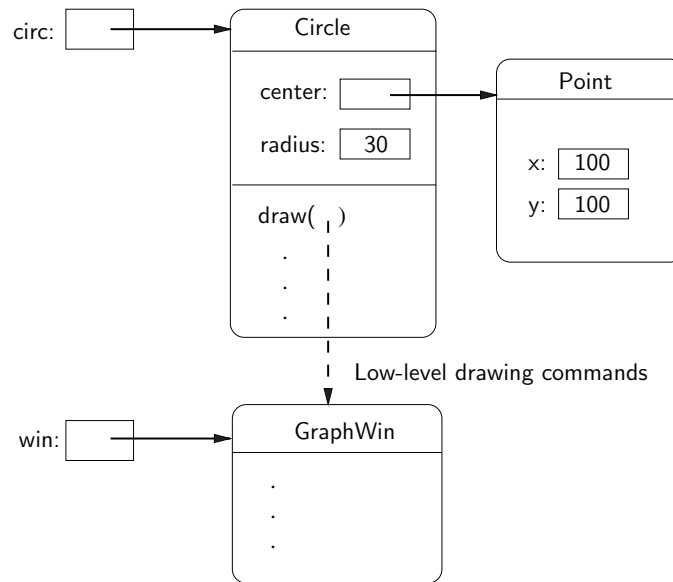 circ:
Circle
center:
radius: 30
draw( )
.
.
.
Point
x: 100
y: 100
Low-level drawing commands
win:
GraphWin
.
.
.